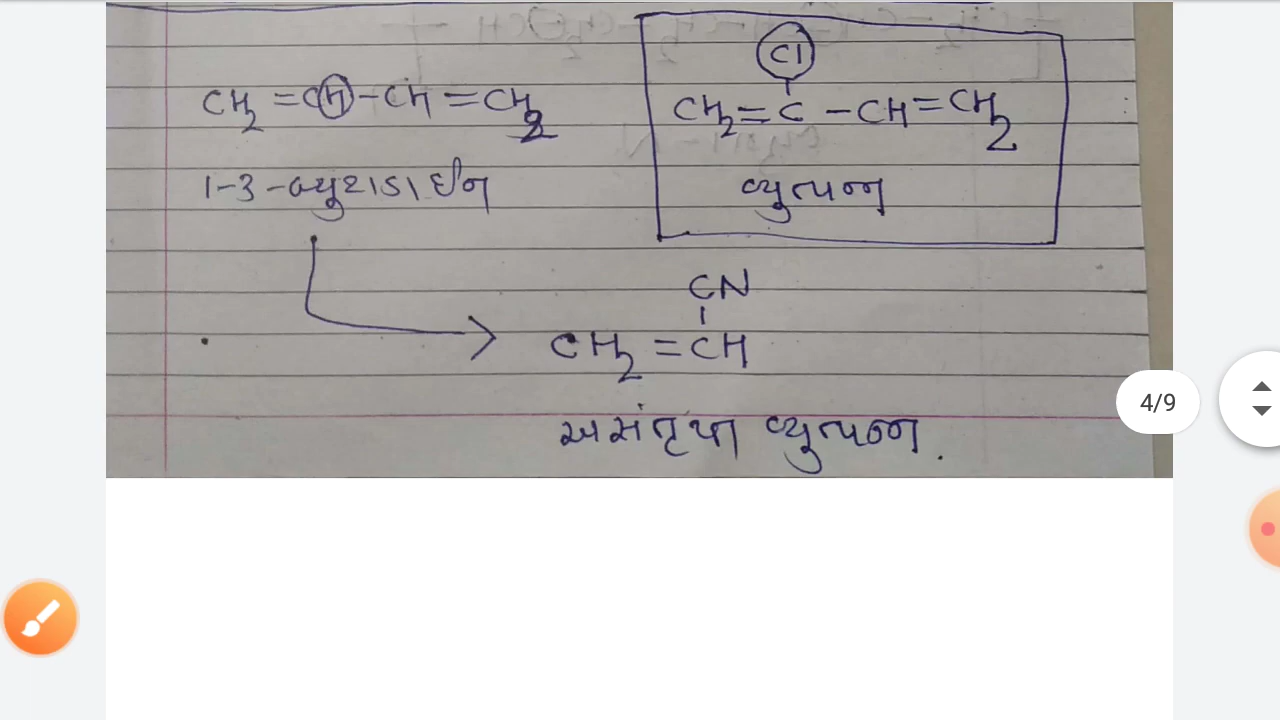 CH2 = CH - CH = CH2
1-3-બ્યુટાડાઈન
Cl
CH2 = C - CH = CH2
વ્યુત્પન્ન
CN
CH2 = CH
અસંતૃપ્ત વ્યુત્પન્ન.
4/9